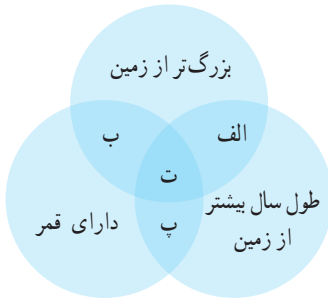 بزرگ‌تر از زمین
الف
ب
ت
طول سال بیشتر
از زمین
پ
دارای قمر